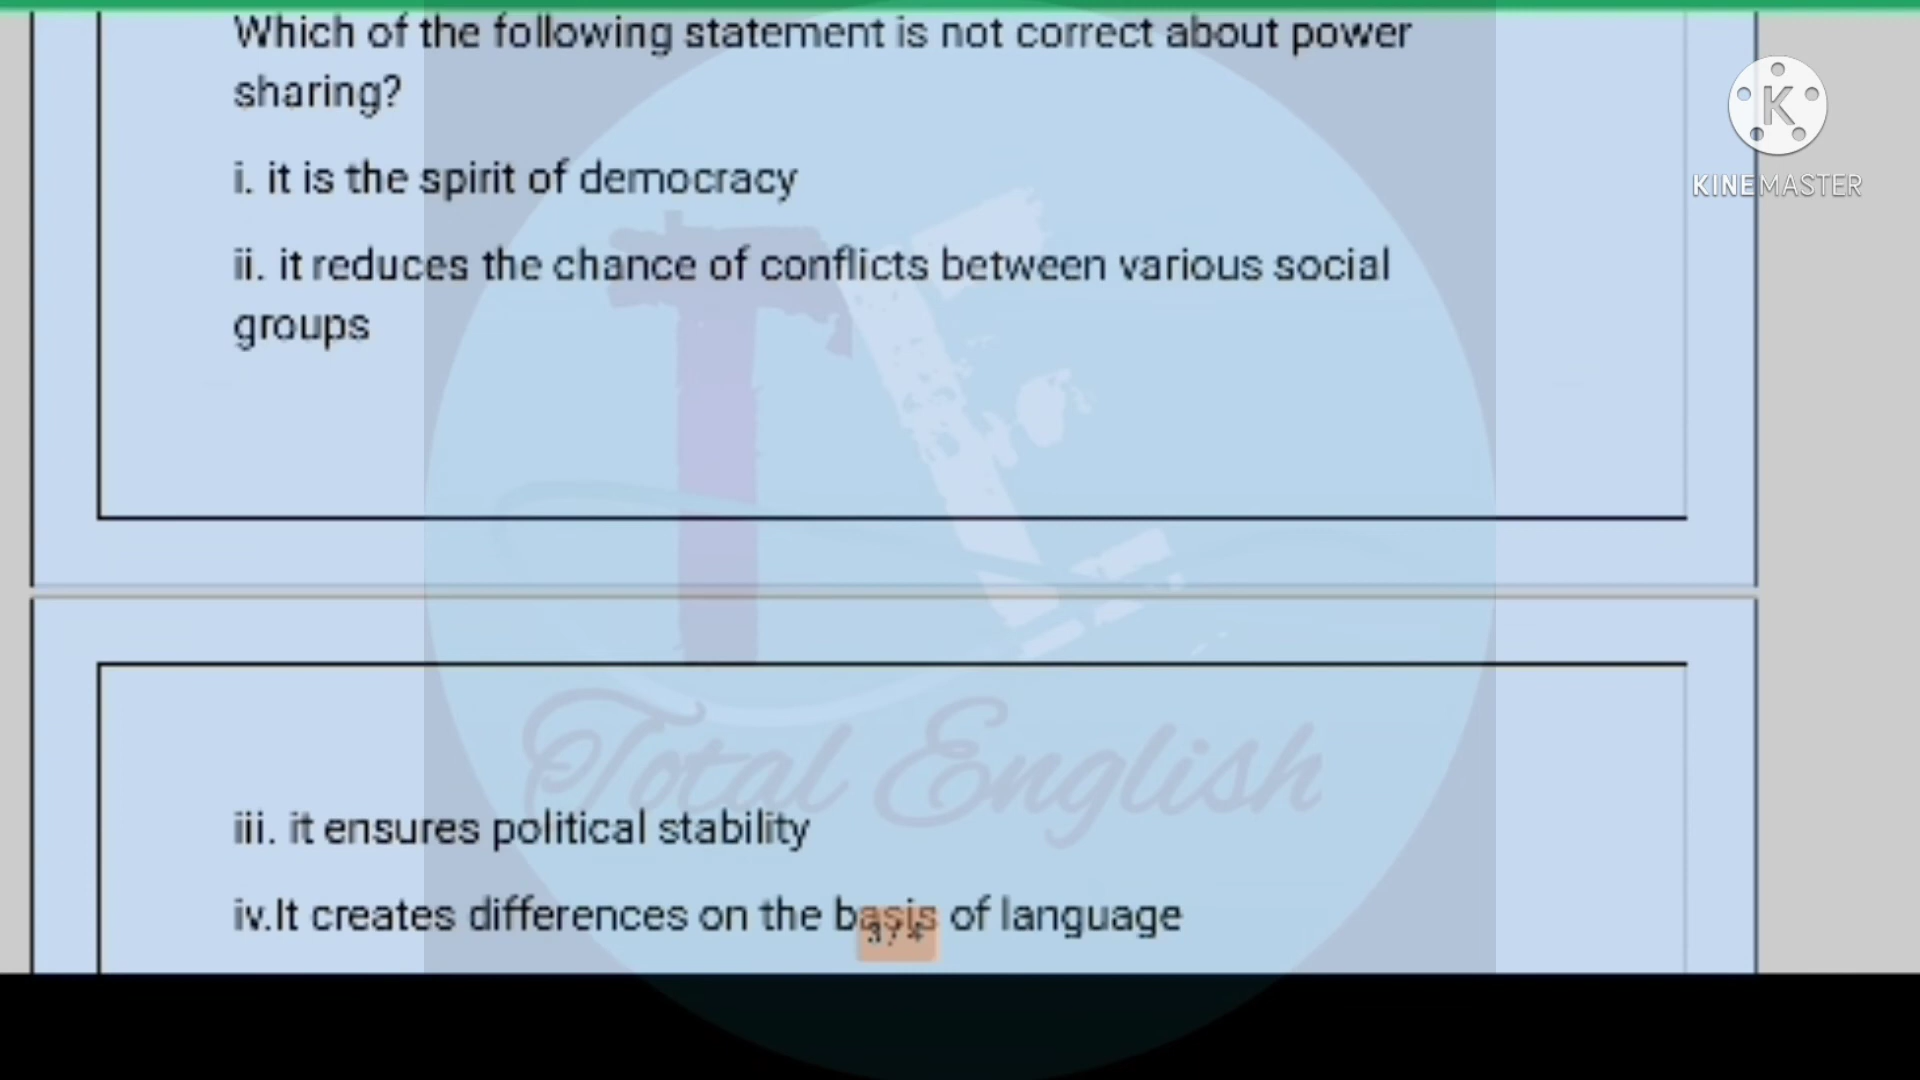 Which of the following statement is not correct about power
sharing?
KINEMASTER
i. it is the spirit of democracy
ii. it reduces the chance of conflicts between various social
groups
Total English
iii. it ensures political stability
iv.It creates differences on the basis of language
3 / 4